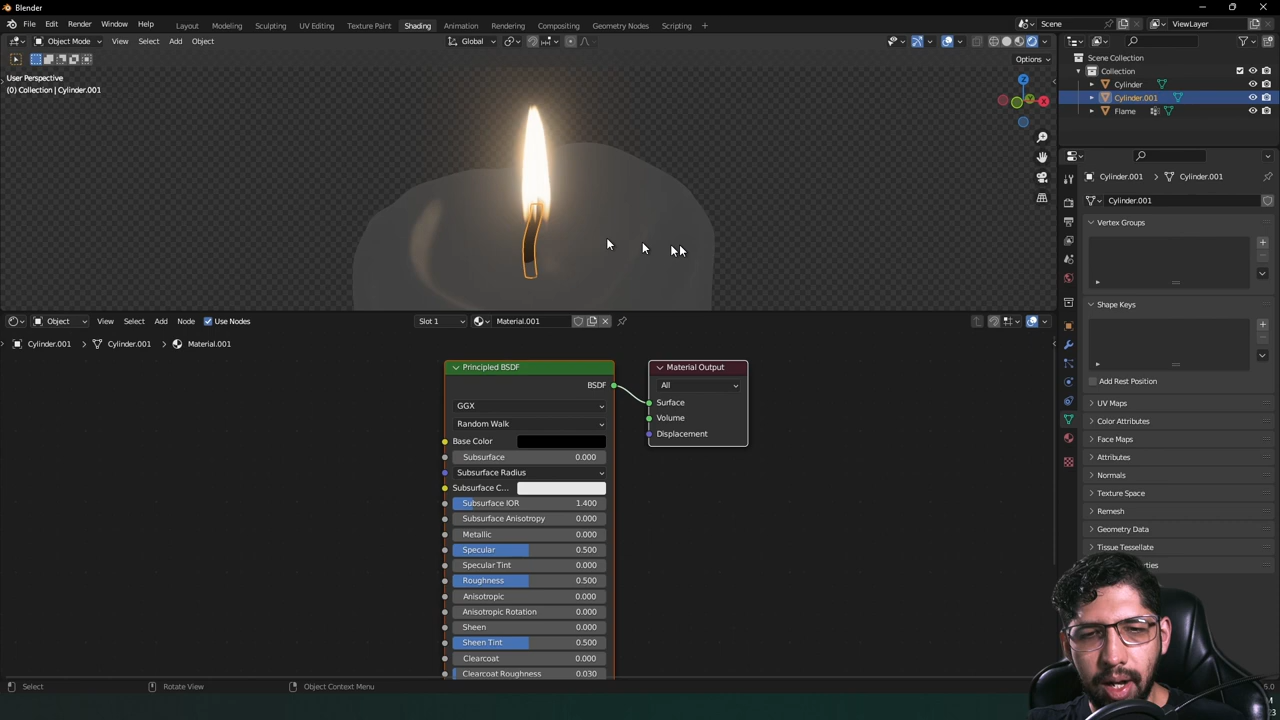 Blender
File Edit Render Window Help Layout Modeling Sculpting UV Editing Texture Paint Shading Animation Rendering Compositing Geometry Nodes Scripting + Scene ViewLayer
Object Mode View Select Add Object Global
Options
User Perspective
(0) Collection | Cylinder.001
Z
X
Y
Scene Collection
Collection
Cylinder
Cylinder.001
Flame
Cylinder.001 > Cylinder.001
Cylinder.001
Vertex Groups
Shape Keys
Add Rest Position
UV Maps
Color Attributes
Face Maps
Attributes
Normals
Texture Space
Remesh
Geometry Data
Tissue Tessellate
Object View Select Add Node Use Nodes Slot 1 Material.001
Cylinder.001 > Cylinder.001 > Material.001
Principled BSDF
BSDF
GGX
Random Walk
Base Color
Subsurface 0.000
Subsurface Radius
Subsurface C...
Subsurface IOR 1.400
Subsurface Anisotropy 0.000
Metallic 0.000
Specular 0.500
Specular Tint 0.000
Roughness 0.500
Anisotropic 0.000
Anisotropic Rotation 0.000
Sheen 0.000
Sheen Tint 0.500
Clearcoat 0.000
Clearcoat Roughness 0.030
Material Output
All
Surface
Volume
Displacement
Select Rotate View Object Context Menu